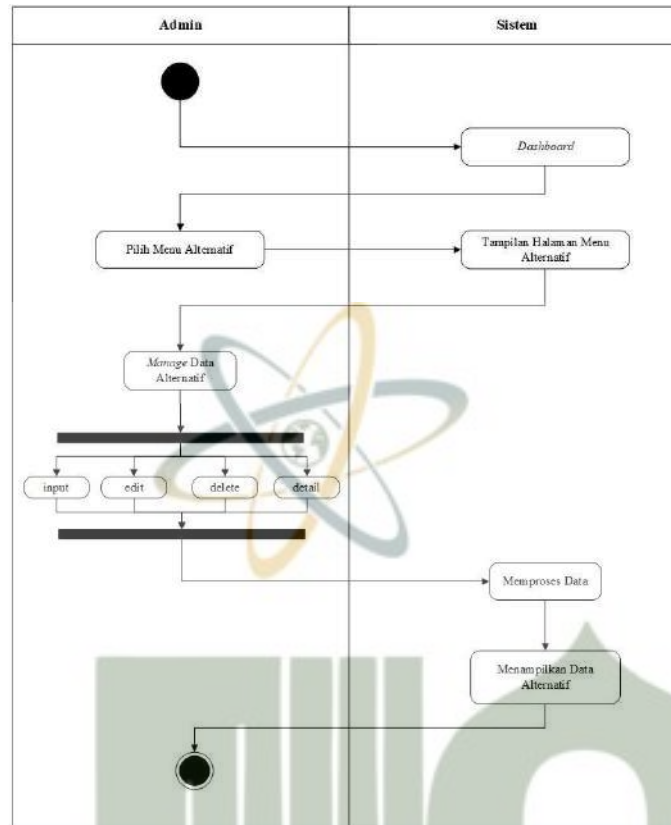 Admin
Sistem
Dashboard
Pilih Menu Alternatif
Tampilan Halaman Menu
Alternatif
Manage Data
Alternatif
input
edit
delete
detail
Memproses Data
Menampilkan Data
Alternatif